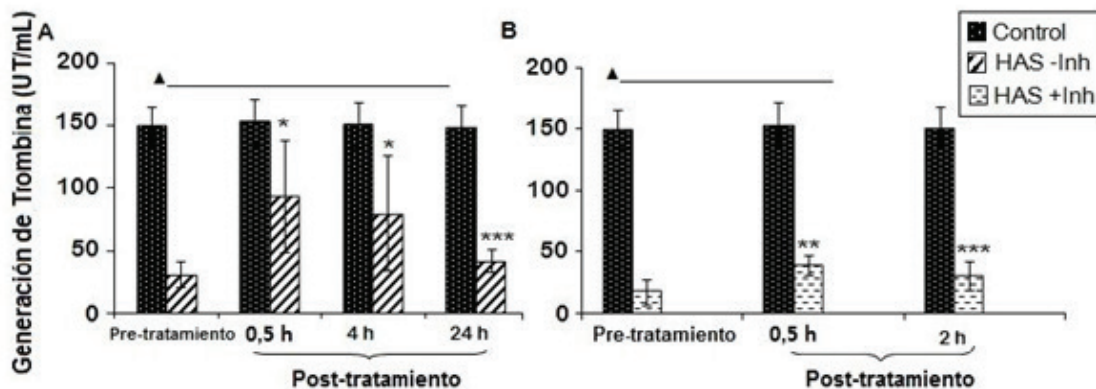 A
B
Control
HAS -Inh
HAS +Inh
Generación de Trombina (UT/mL)
200
150
100
50
0
▲
*
*
***
Pre-tratamiento
0,5 h
4 h
24 h
Post-tratamiento
200
150
100
50
0
▲
**
***
Pre-tratamiento
0,5 h
2 h
Post-tratamiento